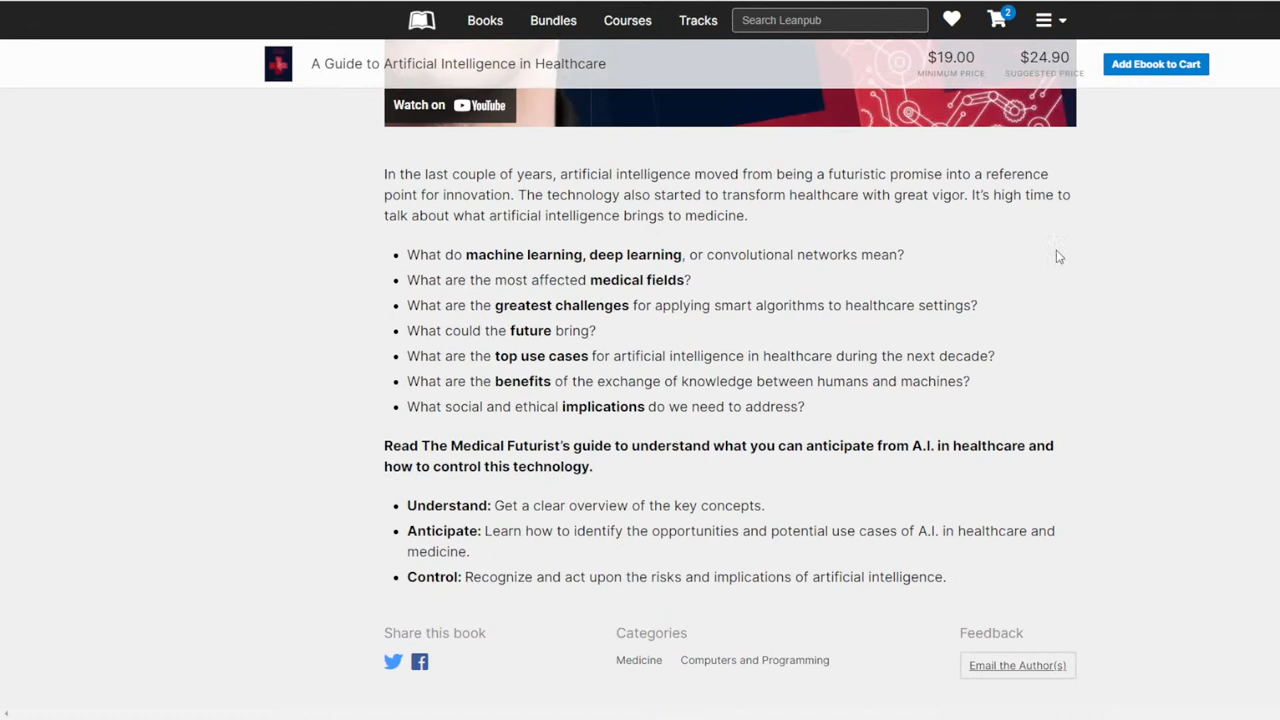 Books
Bundles
Courses
Tracks
Search Leanpub
2
A Guide to Artificial Intelligence in Healthcare
$19.00
MINIMUM PRICE
$24.90
SUGGESTED PRICE
Add Ebook to Cart
Watch on YouTube
In the last couple of years, artificial intelligence moved from being a futuristic promise into a reference
point for innovation. The technology also started to transform healthcare with great vigor. It’s high time to
talk about what artificial intelligence brings to medicine.
• What do machine learning, deep learning, or convolutional networks mean?
• What are the most affected medical fields?
• What are the greatest challenges for applying smart algorithms to healthcare settings?
• What could the future bring?
• What are the top use cases for artificial intelligence in healthcare during the next decade?
• What are the benefits of the exchange of knowledge between humans and machines?
• What social and ethical implications do we need to address?
Read The Medical Futurist’s guide to understand what you can anticipate from A.I. in healthcare and
how to control this technology.
• Understand: Get a clear overview of the key concepts.
• Anticipate: Learn how to identify the opportunities and potential use cases of A.I. in healthcare and
medicine.
• Control: Recognize and act upon the risks and implications of artificial intelligence.
Share this book
Categories
Feedback
Medicine
Computers and Programming
Email the Author(s)